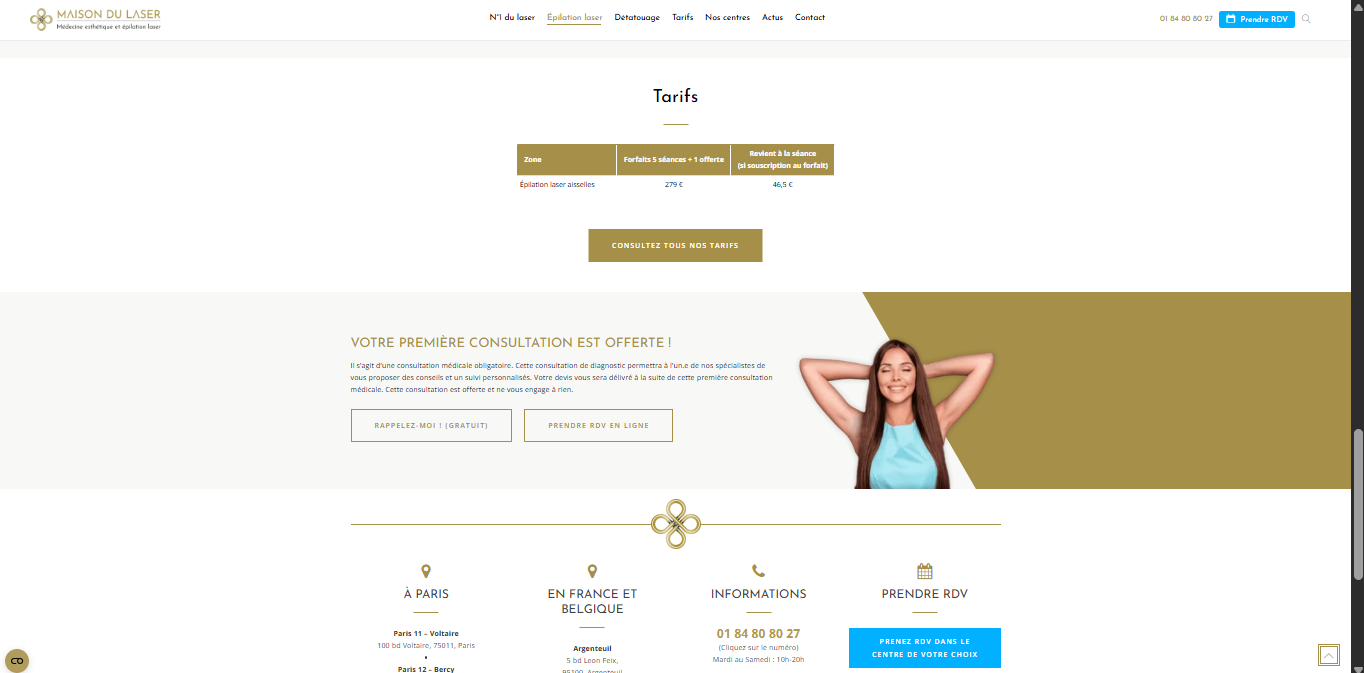 MAISON DU LASER
Médecine esthétique et épilation laser
N°1 du laser
Épilation laser
Détatouage
Tarifs
Nos centres
Actus
Contact
01 84 80 80 27
Prendre RDV
Tarifs
Zone
Forfaits 5 séances + 1 offerte
Revient à la séance
(si souscription au forfait)
Épilation laser aisselles
279 €
46,5 €
CONSULTEZ TOUS NOS TARIFS
VOTRE PREMIÈRE CONSULTATION EST OFFERTE !
Il s'agit d'une consultation médicale obligatoire. Cette consultation de diagnostic permettra à l'un.e de nos spécialistes de
vous proposer des conseils et un suivi personnalisés. Votre devis vous sera délivré à la suite de cette première consultation
médicale. Cette consultation est offerte et ne vous engage à rien.
RAPPELEZ-MOI ! (GRATUIT)
PRENDRE RDV EN LIGNE
À PARIS
Paris 11 – Voltaire
100 bd Voltaire, 75011, Paris
•
Paris 12 – Bercy
EN FRANCE ET
BELGIQUE
Argenteuil
5 bd Leon Feix,
95100, Argenteuil
INFORMATIONS
01 84 80 80 27
(Cliquez sur le numéro)
Mardi au Samedi : 10h-20h
PRENDRE RDV
PRENEZ RDV DANS LE
CENTRE DE VOTRE CHOIX